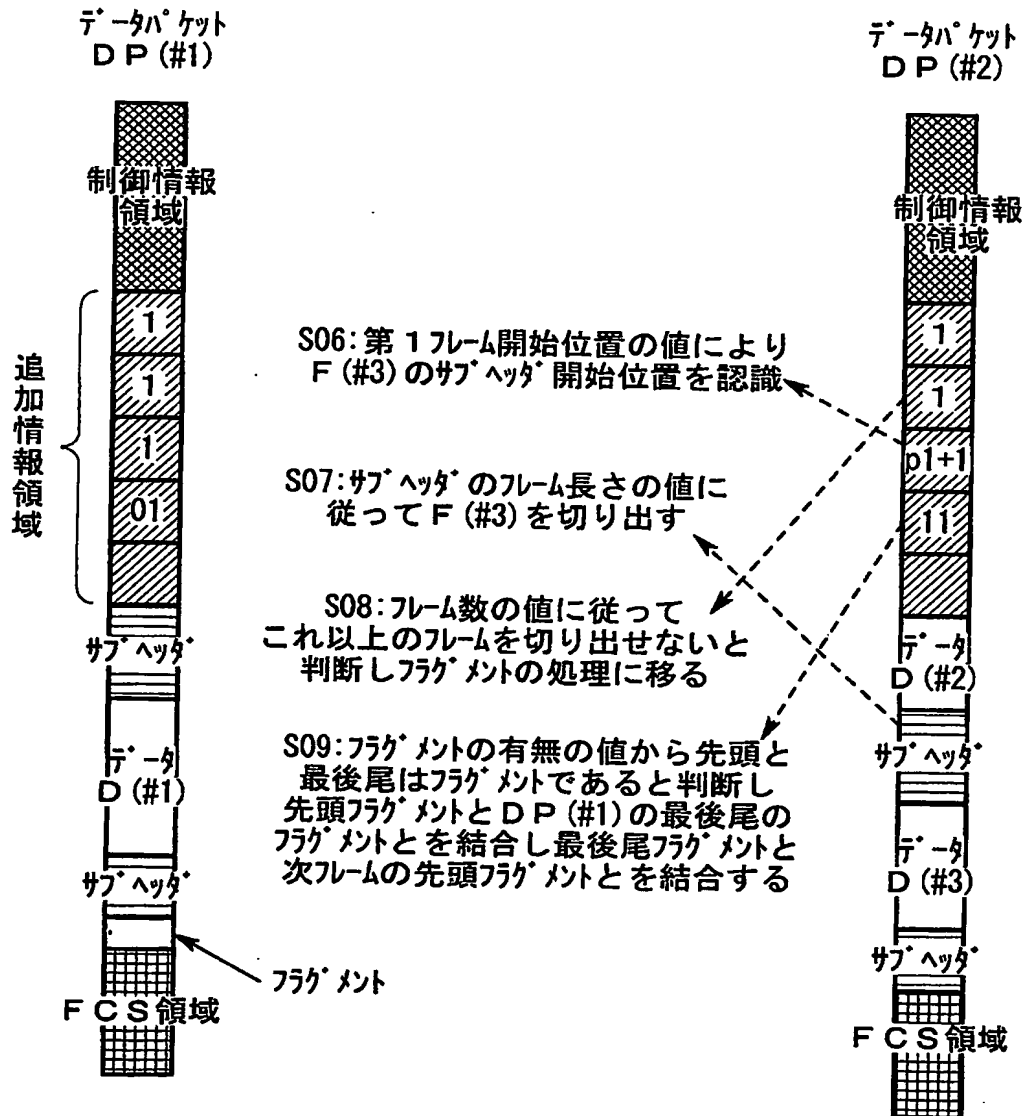 データパケット
DP(#1)
制御情報
領域
追加情報領域
1
1
1
01
サブヘッダ
データ
D(#1)
サブヘッダ
フラグメント
FCS領域
S06:第1フレーム開始位置の値により
F(#3)のサブヘッダ開始位置を認識
S07:サブヘッダのフレーム長さの値に
従ってF(#3)を切り出す
S08:フレーム数の値に従って
これ以上のフレームを切り出せないと
判断しフラグメントの処理に移る
S09:フラグメントの有無の値から先頭と
最後尾はフラグメントであると判断し
先頭フラグメントとDP(#1)の最後尾の
フラグメントとを結合し最後尾フラグメントと
次フレームの先頭フラグメントとを結合する
データパケット
DP(#2)
制御情報
領域
1
1
p1+1
11
データ
D(#2)
サブヘッダ
データ
D(#3)
サブヘッダ
FCS領域